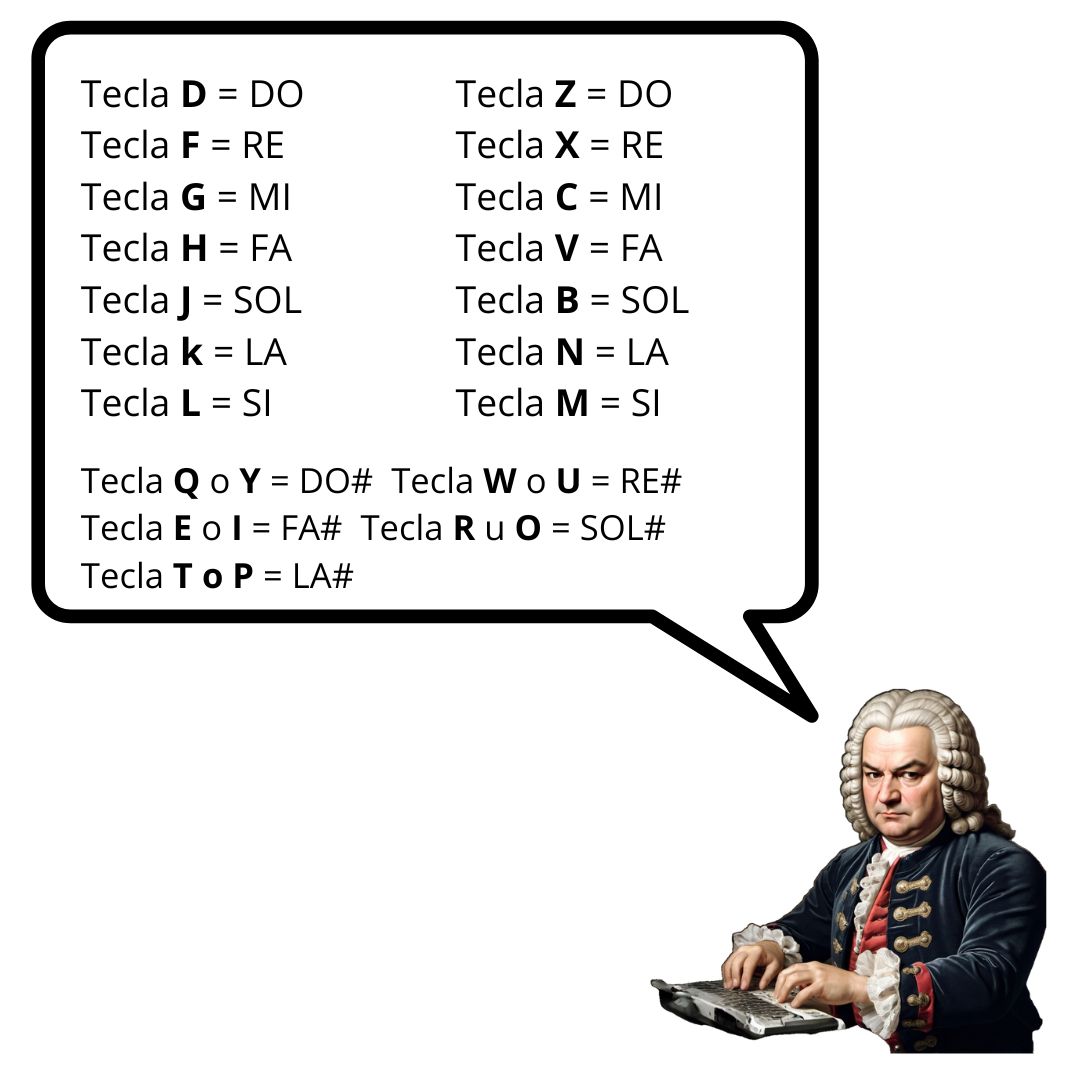 Tecla D = DO
Tecla F = RE
Tecla G = MI
Tecla H = FA
Tecla J = SOL
Tecla k = LA
Tecla L = SI
Tecla Z = DO
Tecla X = RE
Tecla C = MI
Tecla V = FA
Tecla B = SOL
Tecla N = LA
Tecla M = SI
Tecla Q o Y = DO# Tecla W o U = RE#
Tecla E o I = FA# Tecla R u O = SOL#
Tecla T o P = LA#